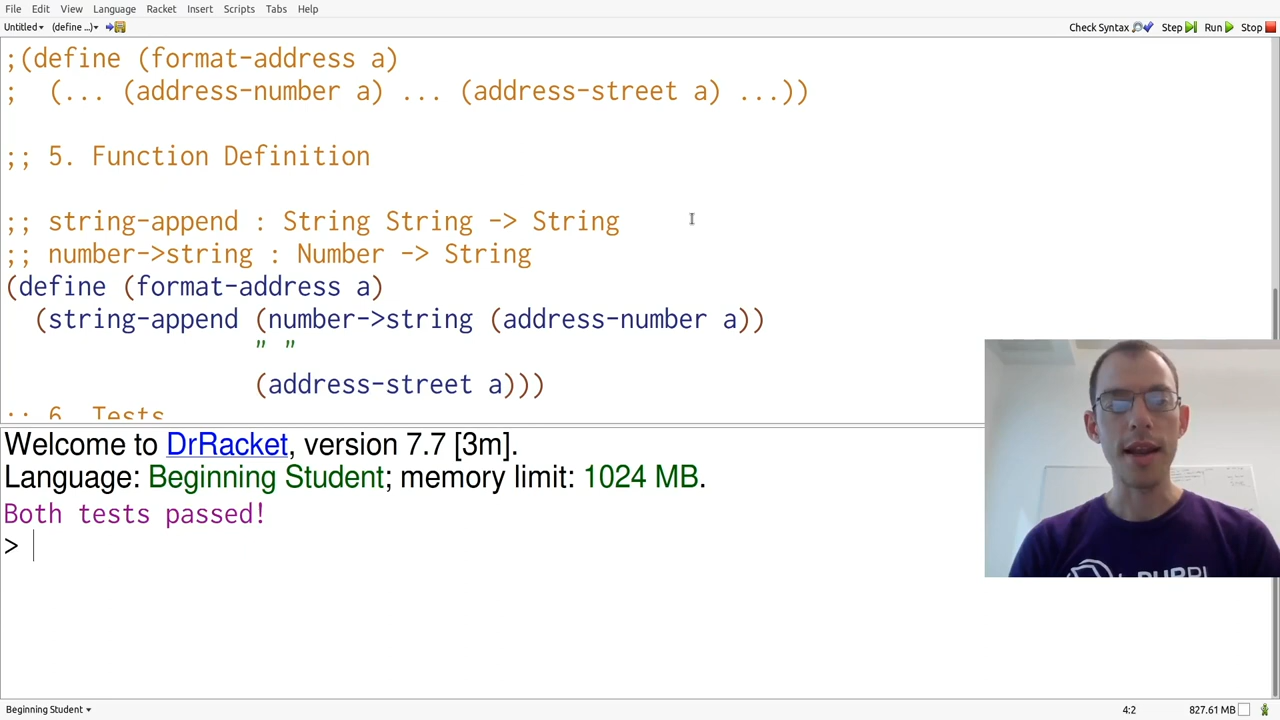 File Edit View Language Racket Insert Scripts Tabs Help
Untitled (define ...) Check Syntax Step Run Stop
;(define (format-address a)
;  (... (address-number a) ... (address-street a) ...))
;; 5. Function Definition
;; string-append : String String -> String
;; number->string : Number -> String
(define (format-address a)
(string-append (number->string (address-number a))
" "
(address-street a)))
;; 6. Tests
Welcome to DrRacket, version 7.7 [3m].
Language: Beginning Student; memory limit: 1024 MB.
Both tests passed!
>
Beginning Student 4:2 827.61 MB